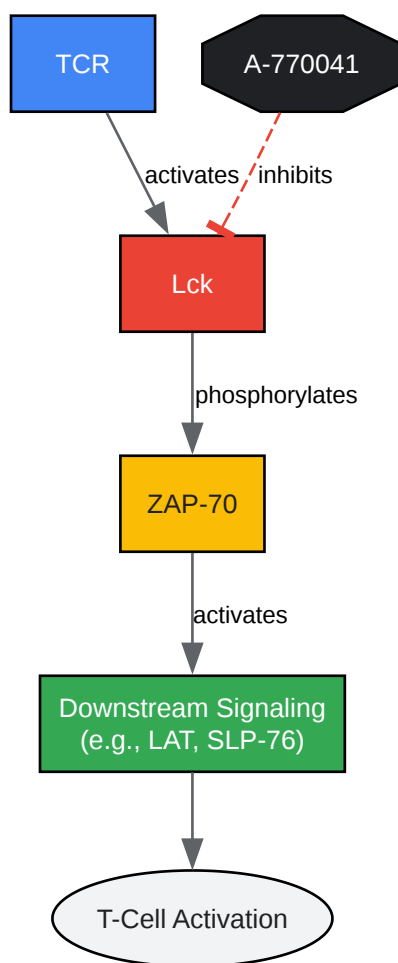 TCR
A-770041
activates
inhibits
Lck
phosphorylates
ZAP-70
activates
Downstream Signaling
(e.g., LAT, SLP-76)
T-Cell Activation